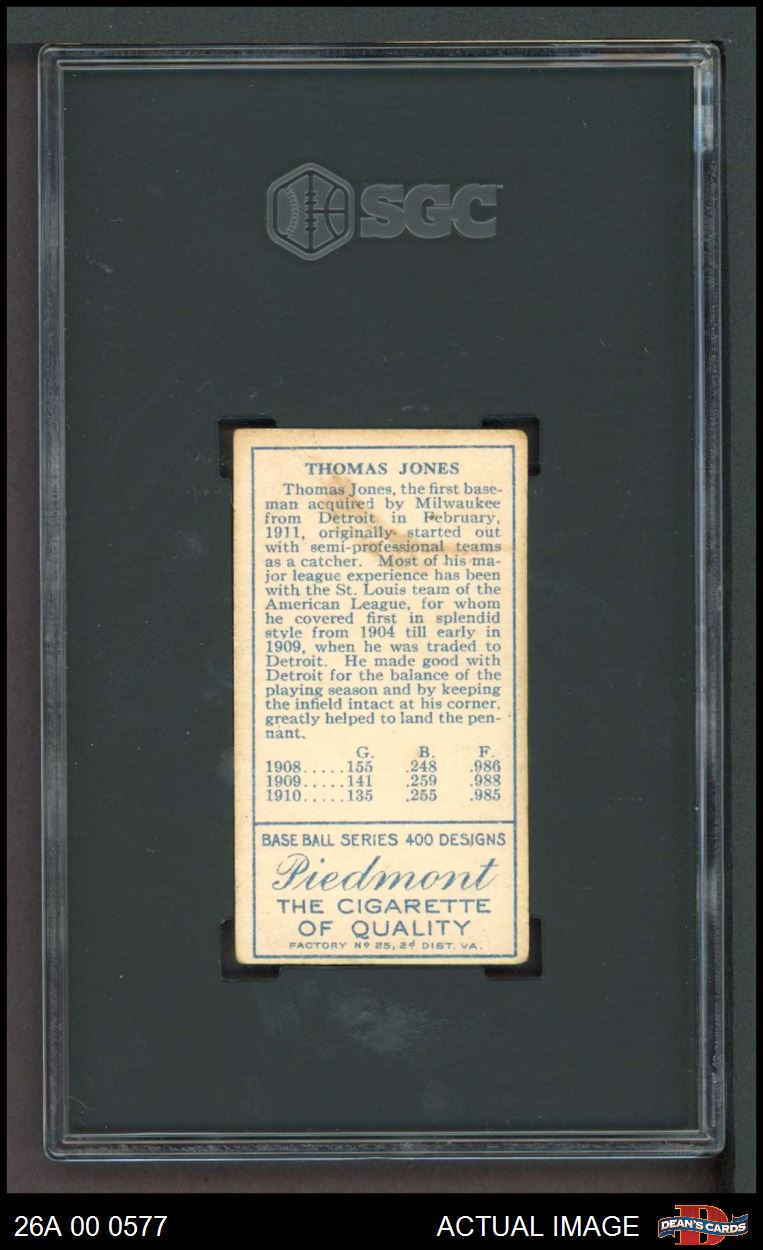 SGC
THOMAS JONES
Thomas Jones, the first base-
man acquired by Milwaukee
from Detroit in February,
1911, originally started out
with semi-professional teams
as a catcher. Most of his ma-
jor league experience has been
with the St. Louis team of the
American League, for whom
he covered first in splendid
style from 1904 till early in
1909, when he was traded to
Detroit. He made good with
Detroit for the balance of the
playing season and by keeping
the infield intact at his corner,
greatly helped to land the pen-
nant.
G. B. F.
1908.....155 .248 .986
1909.....141 .259 .988
1910.....135 .255 .985
BASE BALL SERIES 400 DESIGNS
Piedmont
THE CIGARETTE
OF QUALITY
FACTORY Nº 25, 2d DIST. VA.
26A 00 0577 ACTUAL IMAGE DEAN'S CARDS